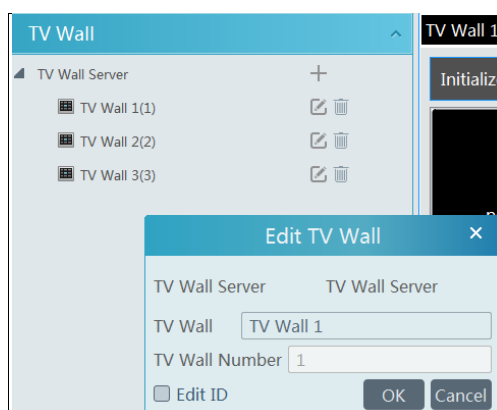 TV Wall
TV Wall 1
TV Wall Server
TV Wall 1(1)
TV Wall 2(2)
TV Wall 3(3)
Edit TV Wall
TV Wall Server TV Wall Server
TV Wall TV Wall 1
TV Wall Number 1
Edit ID OK Cancel